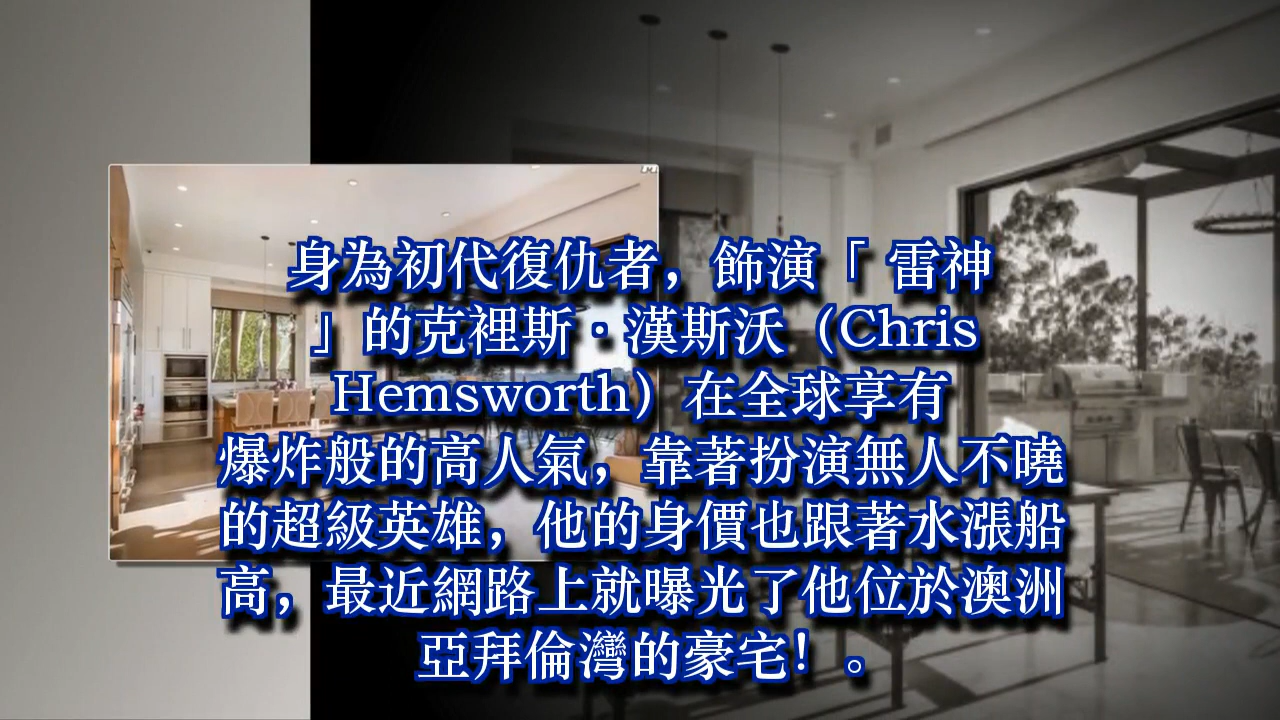 身為初代復仇者，飾演「 雷神
」的克裡斯·漢斯沃（Chris
Hemsworth）在全球享有
爆炸般的高人氣，靠著扮演無人不曉
的超級英雄，他的身價也跟著水漲船
高，最近網路上就曝光了他位於澳洲
亞拜倫灣的豪宅！。